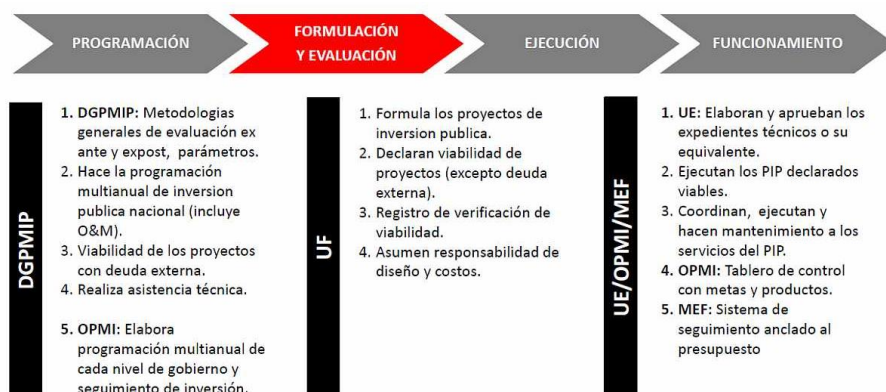 PROGRAMACIÓN
FORMULACIÓN
Y EVALUACIÓN
EJECUCIÓN
FUNCIONAMIENTO
DGPMIP
1. DGPMIP: Metodologias
generales de evaluación ex
ante y expost, parámetros.
2. Hace la programación
multianual de inversion
publica nacional (incluye
O&M).
3. Viabilidad de los proyectos
con deuda externa.
4. Realiza asistencia técnica.
5. OPMI: Elabora
programación multianual de
cada nivel de gobierno y
seguimiento de inversión.
UF
1. Formula los proyectos de
inversion publica.
2. Declaran viabilidad de
proyectos (excepto deuda
externa).
3. Registro de verificación de
viabilidad.
4. Asumen responsabilidad de
diseño y costos.
UE/OPMI/MEF
1. UE: Elaboran y aprueban los
expedientes técnicos o su
equivalente.
2. Ejecutan los PIP declarados
viables.
3. Coordinan, ejecutan y
hacen mantenimiento a los
servicios del PIP.
4. OPMI: Tablero de control
con metas y productos.
5. MEF: Sistema de
seguimiento anclado al
presupuesto